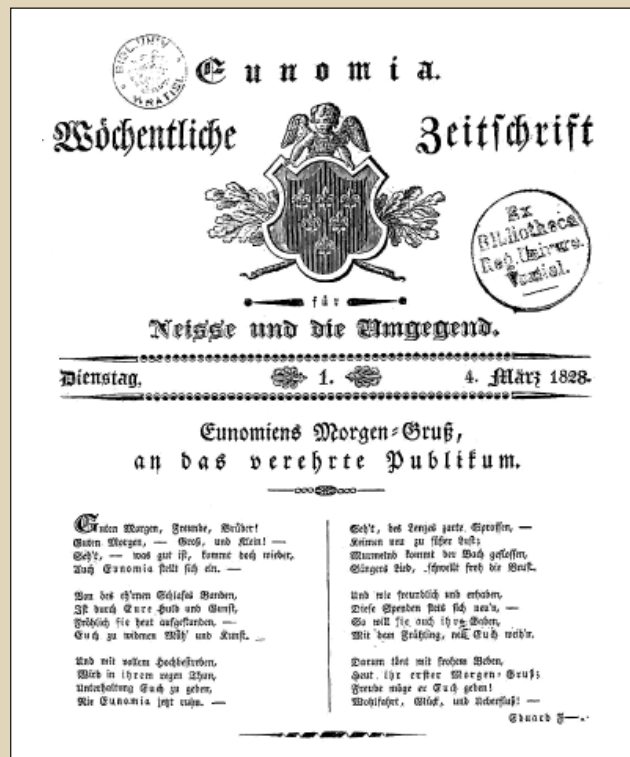 BIBL. UNIV. WRATISL.
Eunomia.
Wöchentliche Zeitschrift
Ex
Bibliotheca
Reg. Univers.
Vratisl.
für
Neisse und die Umgegend.
Dienstag, 1. 4. März 1828.
Eunomiens Morgen-Gruß,
an das verehrte Publikum.
Guten Morgen, Freunde, Brüder!
Guten Morgen, — Groß, und Klein! —
Seh't, — was gut ist, kommt doch wieder,
Auch Eunomia stellt sich ein. —
Von des eh'rnen Schlafes Banden,
Ist durch Eure Huld und Gunst,
Fröhlich sie heut aufgestanden, —
Euch zu widmen Müh' und Kunst.
Und mit vollem Hochbestreben,
Wird in ihrem regen Thun,
Unterhaltung Euch zu geben,
Nie Eunomia jetzt ruhn. —
Seh't, des Lenzes zarte Sprossen, —
Keimen neu zu süßer Lust;
Murmelnd kommt der Bach geflossen,
Sängers Lied, schwellt froh die Brust.
Und wie freundlich und erhaben,
Diese Spenden stets sich neu'n, —
So will sie auch ihre Gaben,
Mit dem Frühling, neu Euch weih'n.
Darum tönt mit frohem Beben,
Heut, ihr erster Morgen-Gruß;
Freude möge er Euch geben!
Wohlfahrt, Glück, und Ueberfluß! —
Eduard F—.